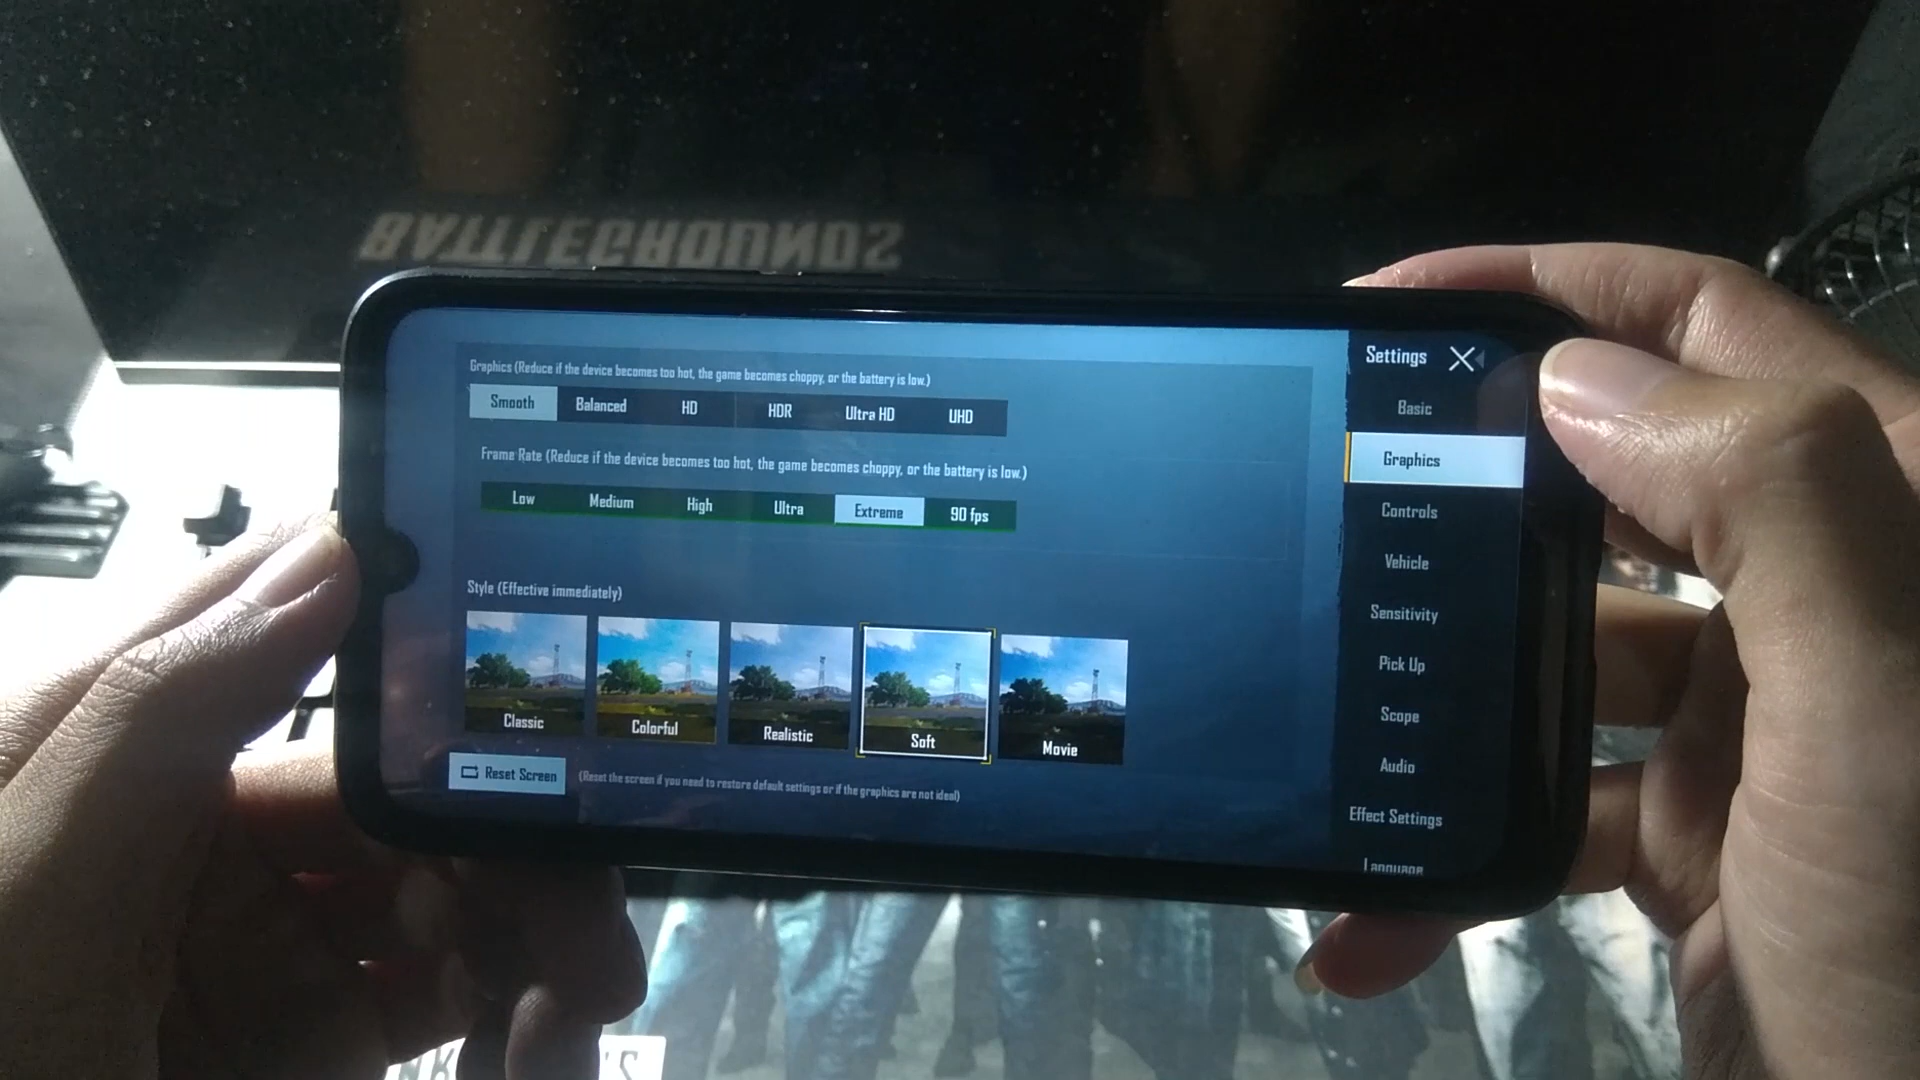 BATTLEGROUNDS
Graphics (Reduce if the device becomes too hot, the game becomes choppy, or the battery is low.)
Smooth Balanced HD HDR Ultra HD UHD
Frame Rate (Reduce if the device becomes too hot, the game becomes choppy, or the battery is low.)
Low Medium High Ultra Extreme 90 fps
Style (Effective immediately)
Classic Colorful Realistic Soft Movie
Reset Screen (Reset the screen if you need to restore default settings or if the graphics are not ideal)
Settings
Basic
Graphics
Controls
Vehicle
Sensitivity
Pick Up
Scope
Audio
Effect Settings
Language